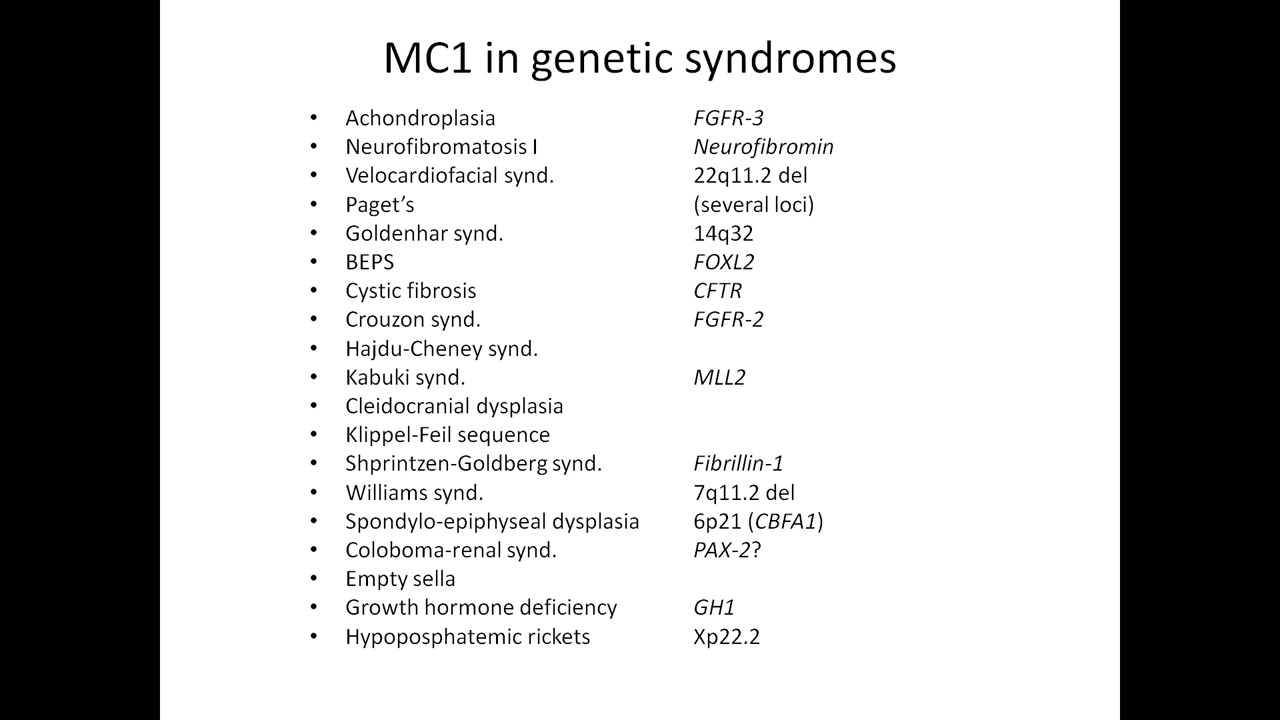 MC1 in genetic syndromes
• Achondroplasia FGFR-3
• Neurofibromatosis I Neurofibromin
• Velocardiofacial synd. 22q11.2 del
• Paget’s (several loci)
• Goldenhar synd. 14q32
• BEPS FOXL2
• Cystic fibrosis CFTR
• Crouzon synd. FGFR-2
• Hajdu-Cheney synd.
• Kabuki synd. MLL2
• Cleidocranial dysplasia
• Klippel-Feil sequence
• Shprintzen-Goldberg synd. Fibrillin-1
• Williams synd. 7q11.2 del
• Spondylo-epiphyseal dysplasia 6p21 (CBFA1)
• Coloboma-renal synd. PAX-2?
• Empty sella
• Growth hormone deficiency GH1
• Hypoposphatemic rickets Xp22.2